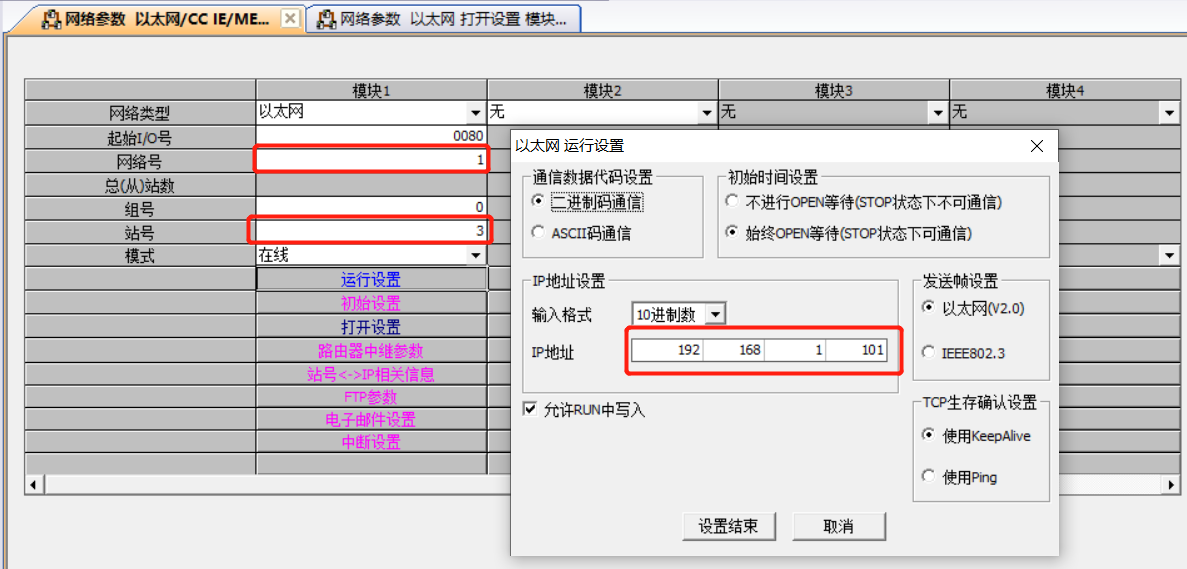 网络参数 以太网/CC IE/ME... 网络参数 以太网 打开设置 模块...
模块1 模块2 模块3 模块4
网络类型 以太网 无 无 无
起始I/O号 0080
网络号 1
总(从)站数
组号 0
站号 3
模式 在线
运行设置
初始设置
打开设置
路由器中继参数
站号<->IP相关信息
FTP参数
电子邮件设置
中断设置
以太网 运行设置
通信数据代码设置
二进制码通信
ASCII码通信
初始时间设置
不进行OPEN等待(STOP状态下不可通信)
始终OPEN等待(STOP状态下可通信)
IP地址设置
输入格式 10进制数
IP地址 192 168 1 101
发送帧设置
以太网(V2.0)
IEEE802.3
允许RUN中写入
TCP生存确认设置
使用KeepAlive
使用Ping
设置结束 取消